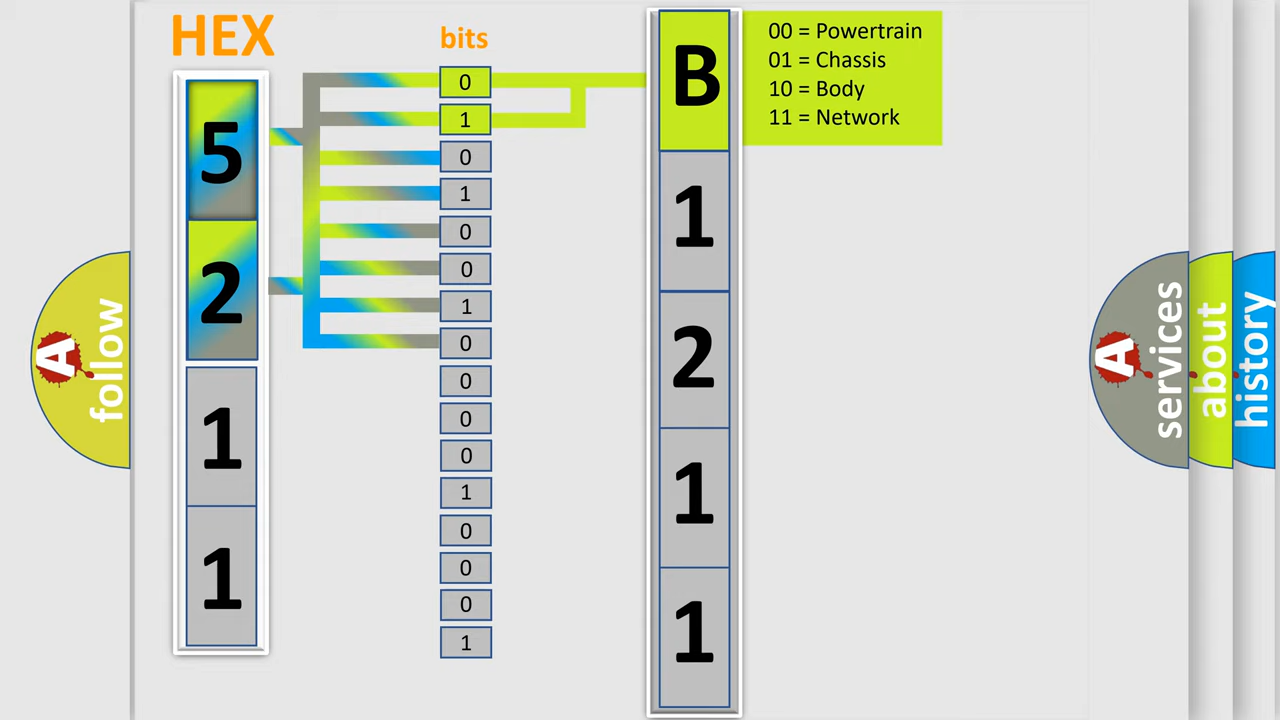 HEX
bits
5
2
1
1
0
1
0
1
0
0
1
0
0
0
0
1
0
0
0
1
B
1
2
1
1
00 = Powertrain
01 = Chassis
10 = Body
11 = Network
A
follow
A
services
about
history